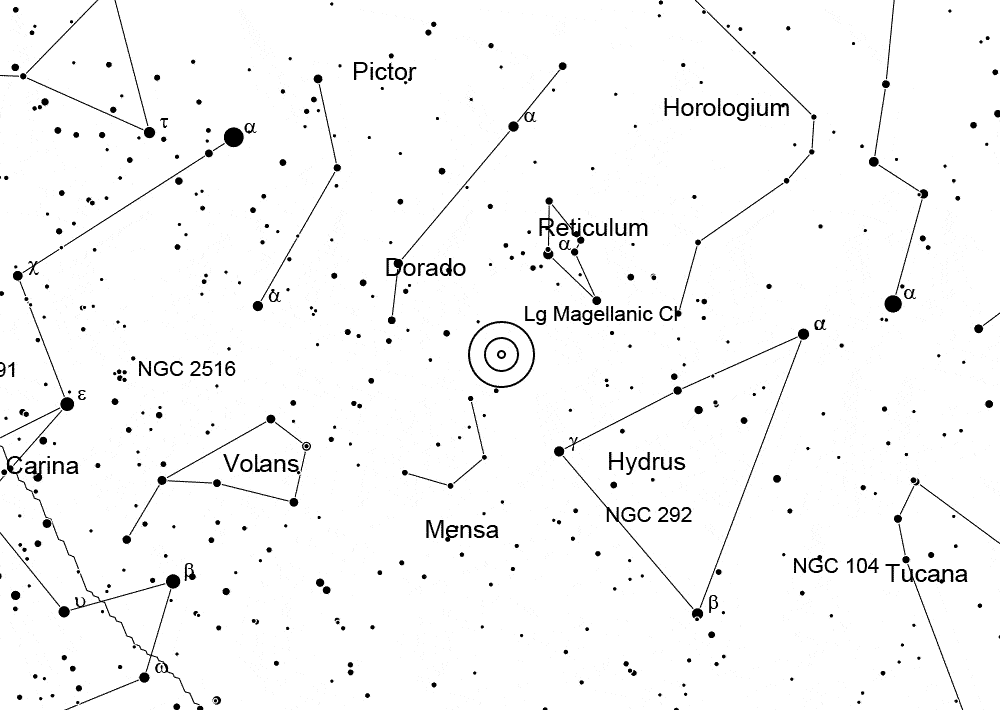 Pictor
τ
α
α
Horologium
Reticulum
α
χ
Dorado
α
α
Lg Magellanic Cl
α
91
NGC 2516
ε
γ
Carina
Volans
Hydrus
NGC 292
Mensa
NGC 104
Tucana
β
υ
β
ω